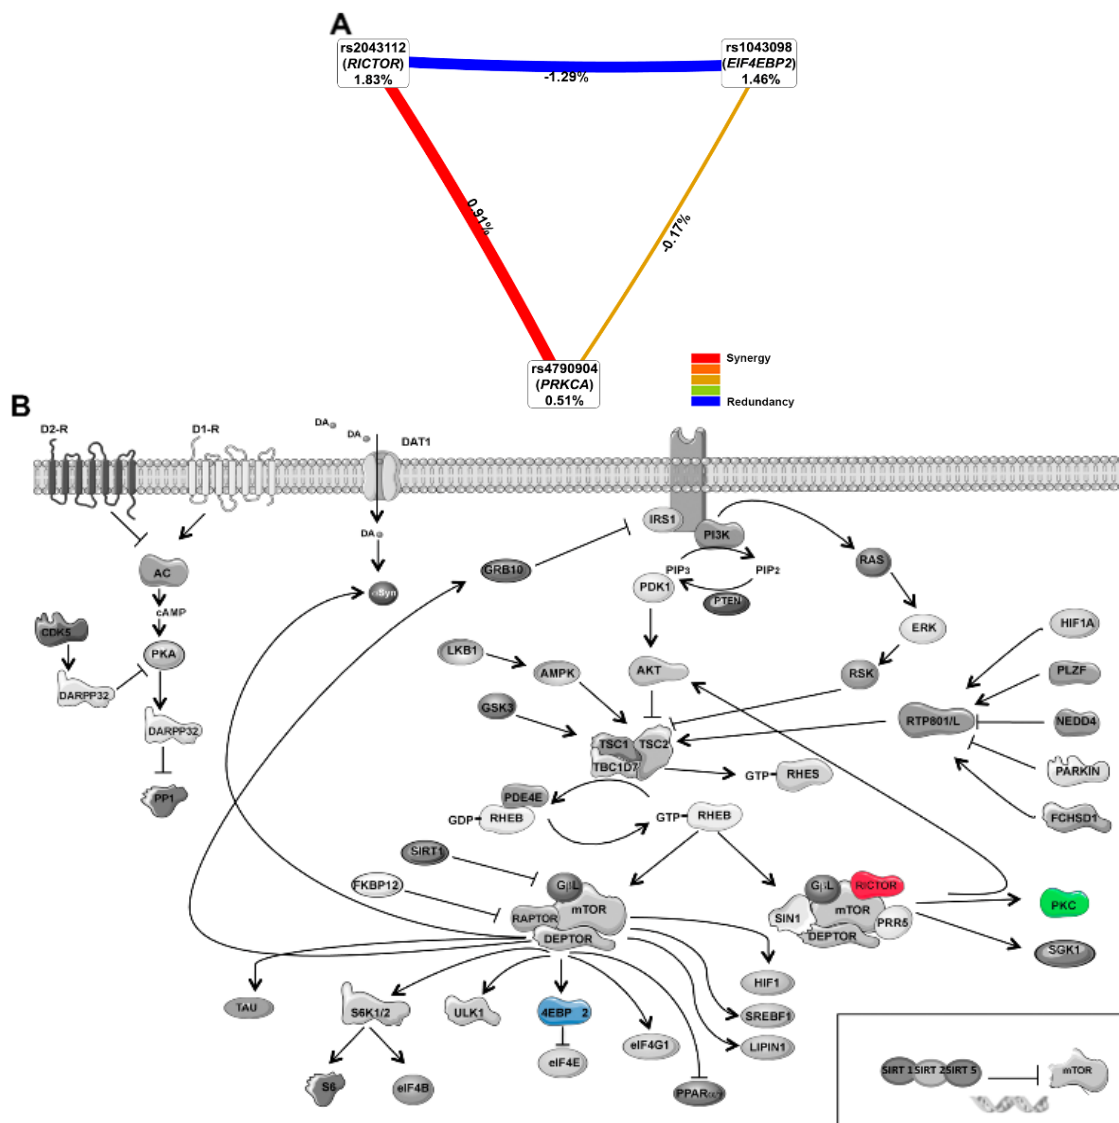 A
rs2043112
(RICTOR)
1.83%
rs1043098
(EIF4EBP2)
1.46%
-1.29%
0.91%
-0.17%
rs4790904
(PRKCA)
0.51%
Synergy
Redundancy
B
D2-R
D1-R
DA
DA
DAT1
DA
αSyn
AC
cAMP
CDK5
PKA
DARPP32
DARPP32
PP1
GRB10
IRS1
PI3K
PIP3
PIP2
PDK1
PTEN
RAS
ERK
RSK
LKB1
AMPK
AKT
GSK3
TSC1
TSC2
TBC1D7
HIF1A
PLZF
RTP801/L
NEDD4
PARKIN
FCHSD1
GTP
RHES
PDE4E
GDP
RHEB
GTP
RHEB
SIRT1
FKBP12
GβL
mTOR
RAPTOR
DEPTOR
GβL
RICTOR
mTOR
SIN1
PRR5
DEPTOR
PKC
SGK1
TAU
S6K1/2
ULK1
4EBP 2
HIF1
SREBF1
LIPIN1
eIF4G1
eIF4E
S6
eIF4B
PPARα/γ
SIRT 1
SIRT 2
SIRT 5
mTOR